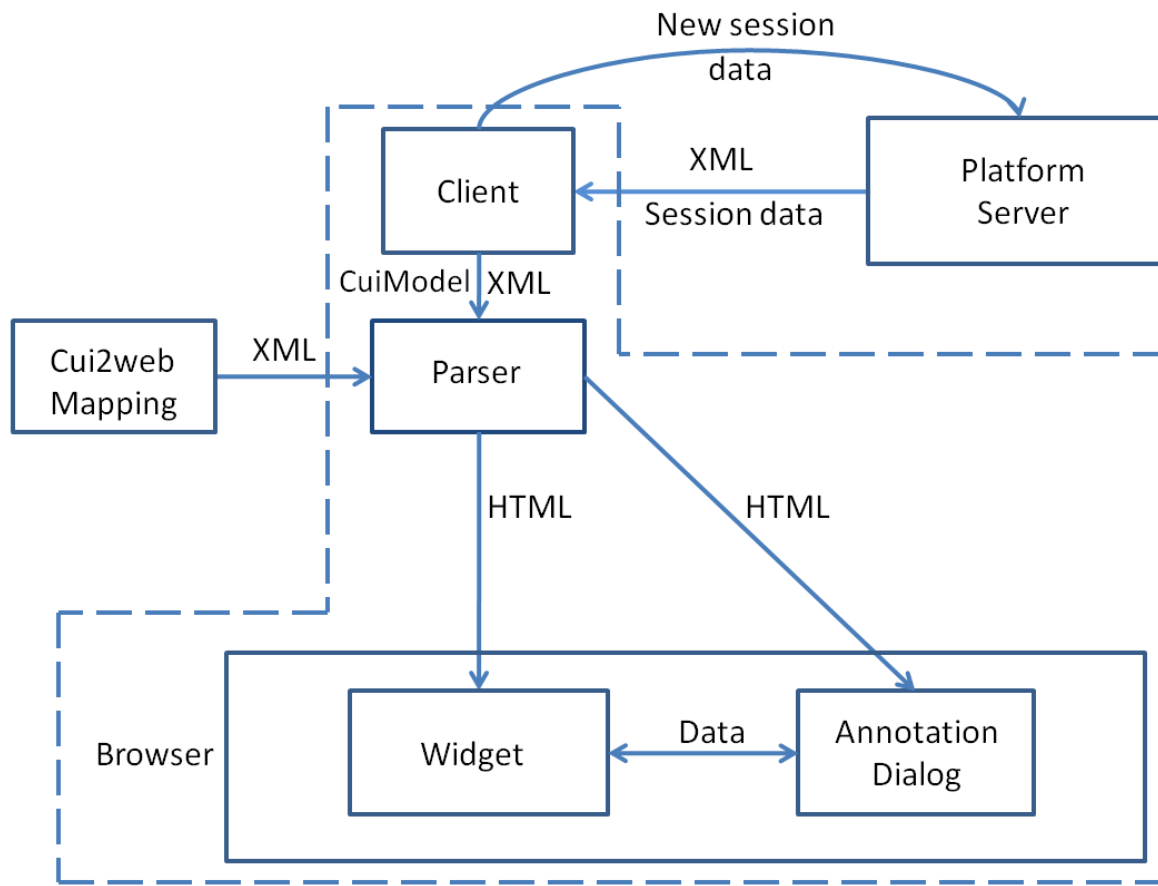 New session
data
Client
XML
Session data
Platform
Server
CuiModel
XML
Cui2web
Mapping
XML
Parser
HTML
HTML
Browser
Widget
Data
Annotation
Dialog